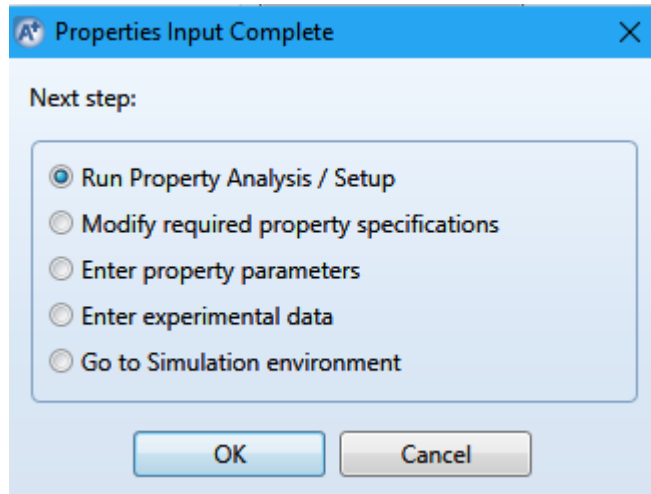 Properties Input Complete
Next step:
Run Property Analysis / Setup
Modify required property specifications
Enter property parameters
Enter experimental data
Go to Simulation environment
OK Cancel